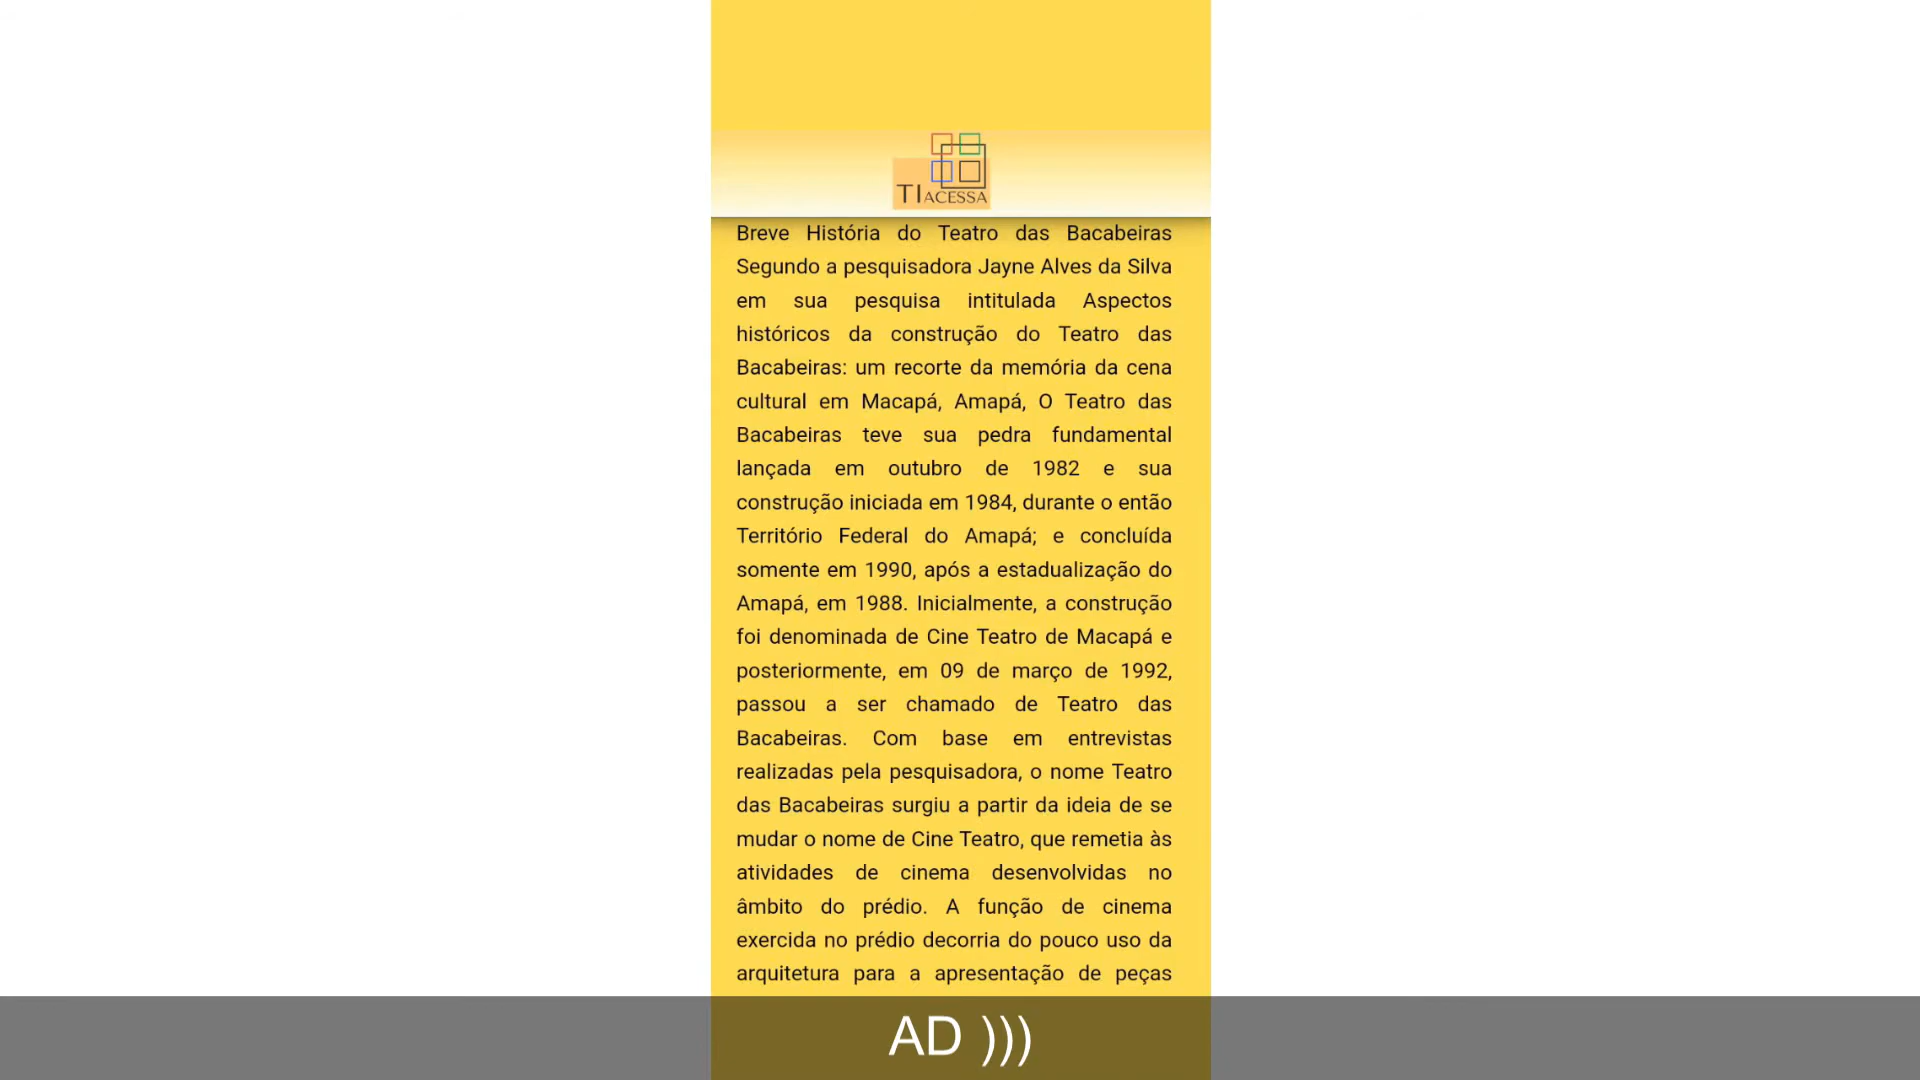 TI ACESSA
Breve História do Teatro das Bacabeiras
Segundo a pesquisadora Jayne Alves da Silva
em sua pesquisa intitulada Aspectos
históricos da construção do Teatro das
Bacabeiras: um recorte da memória da cena
cultural em Macapá, Amapá, O Teatro das
Bacabeiras teve sua pedra fundamental
lançada em outubro de 1982 e sua
construção iniciada em 1984, durante o então
Território Federal do Amapá; e concluída
somente em 1990, após a estadualização do
Amapá, em 1988. Inicialmente, a construção
foi denominada de Cine Teatro de Macapá e
posteriormente, em 09 de março de 1992,
passou a ser chamado de Teatro das
Bacabeiras. Com base em entrevistas
realizadas pela pesquisadora, o nome Teatro
das Bacabeiras surgiu a partir da ideia de se
mudar o nome de Cine Teatro, que remetia às
atividades de cinema desenvolvidas no
âmbito do prédio. A função de cinema
exercida no prédio decorria do pouco uso da
arquitetura para a apresentação de peças
AD )))